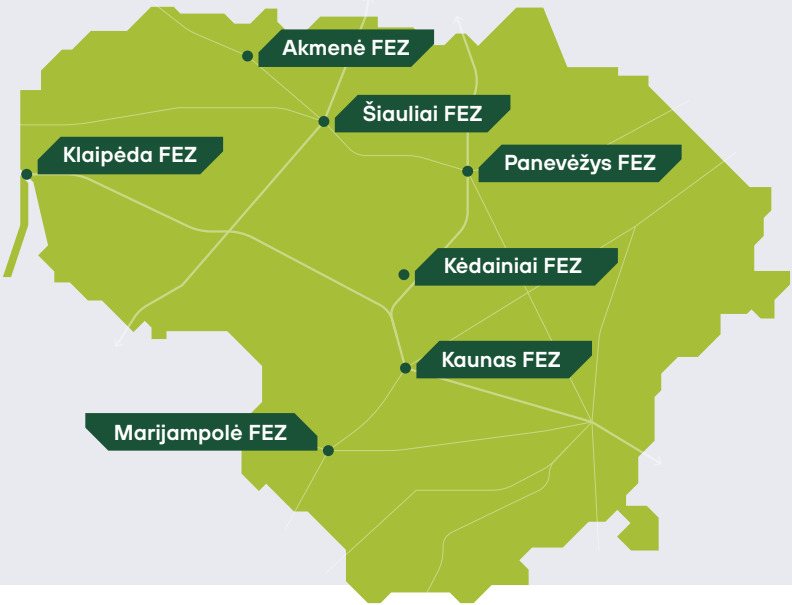 Akmenė FEZ
Šiauliai FEZ
Klaipėda FEZ
Panevėžys FEZ
Kėdainiai FEZ
Kaunas FEZ
Marijampolė FEZ